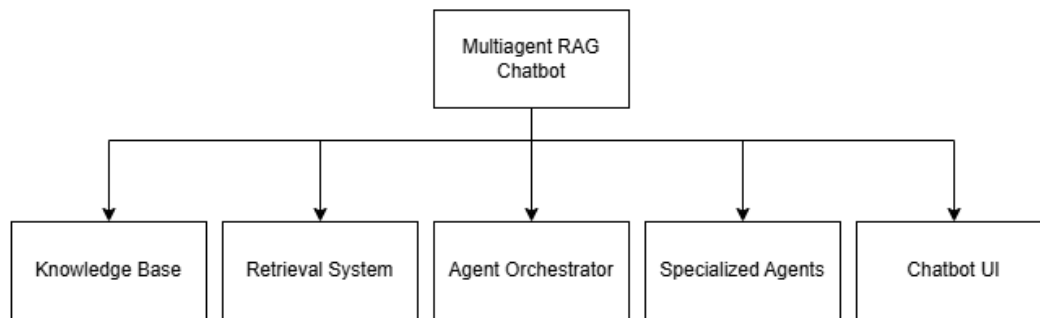 Multiagent RAG
Chatbot
Knowledge Base
Retrieval System
Agent Orchestrator
Specialized Agents
Chatbot UI